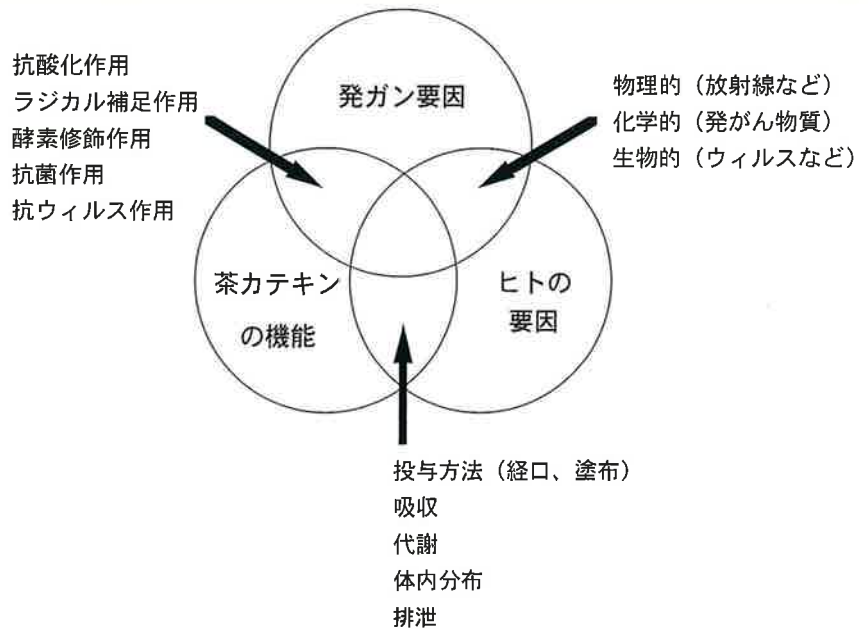 抗酸化作用
ラジカル補足作用
酵素修飾作用
抗菌作用
抗ウィルス作用
発ガン要因
物理的（放射線など）
化学的（発がん物質）
生物的（ウィルスなど）
茶カテキン
の機能
ヒトの
要因
投与方法（経口、塗布）
吸収
代謝
体内分布
排泄